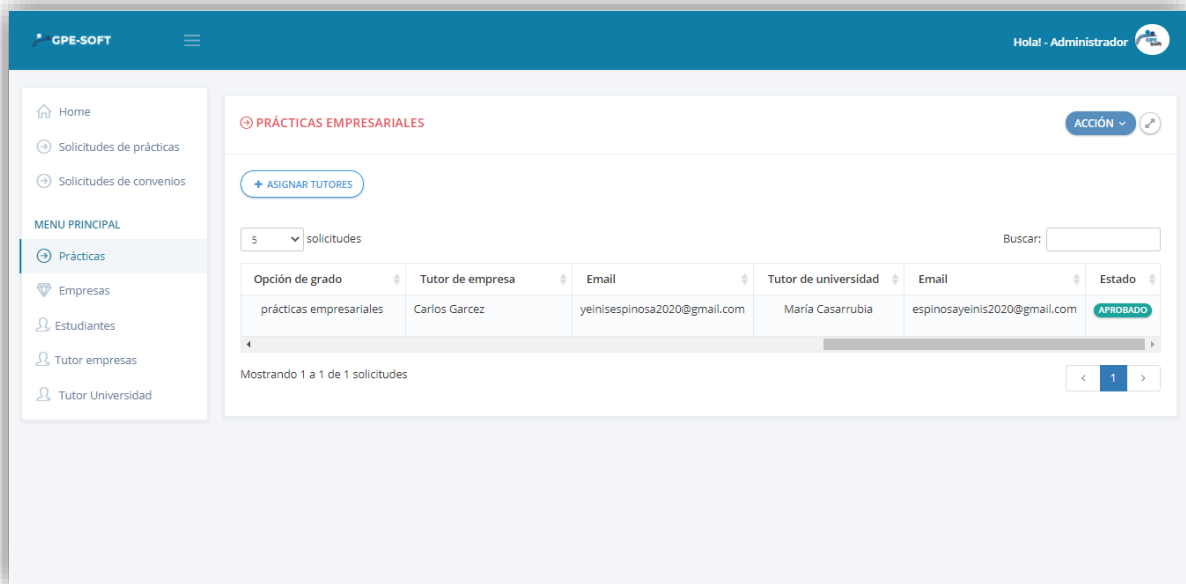 GPE-SOFT
Hola! - Administrador
GPE
Soft
Home
Solicitudes de prácticas
Solicitudes de convenios
MENU PRINCIPAL
Prácticas
Empresas
Estudiantes
Tutor empresas
Tutor Universidad
PRÁCTICAS EMPRESARIALES
ACCIÓN
+ ASIGNAR TUTORES
5 solicitudes
Buscar:
Opción de grado Tutor de empresa Email Tutor de universidad Email Estado
prácticas empresariales Carlos Garcez yeinisespinosa2020@gmail.com María Casarrubia espinosayeinis2020@gmail.com APROBADO
Mostrando 1 a 1 de 1 solicitudes
< 1 >